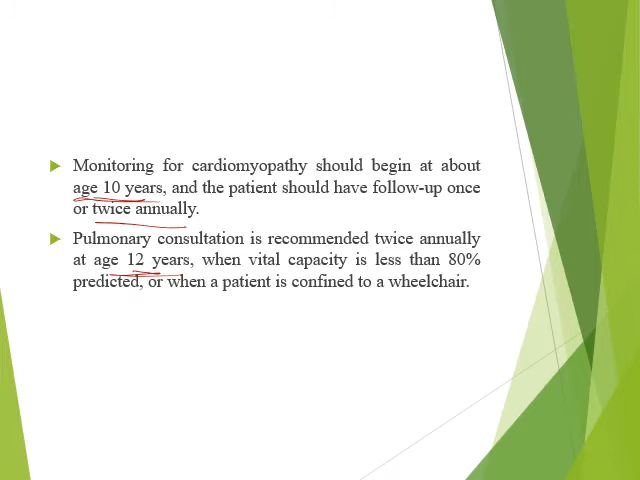 Monitoring for cardiomyopathy should begin at about
age 10 years, and the patient should have follow-up once
or twice annually.
Pulmonary consultation is recommended twice annually
at age 12 years, when vital capacity is less than 80%
predicted, or when a patient is confined to a wheelchair.